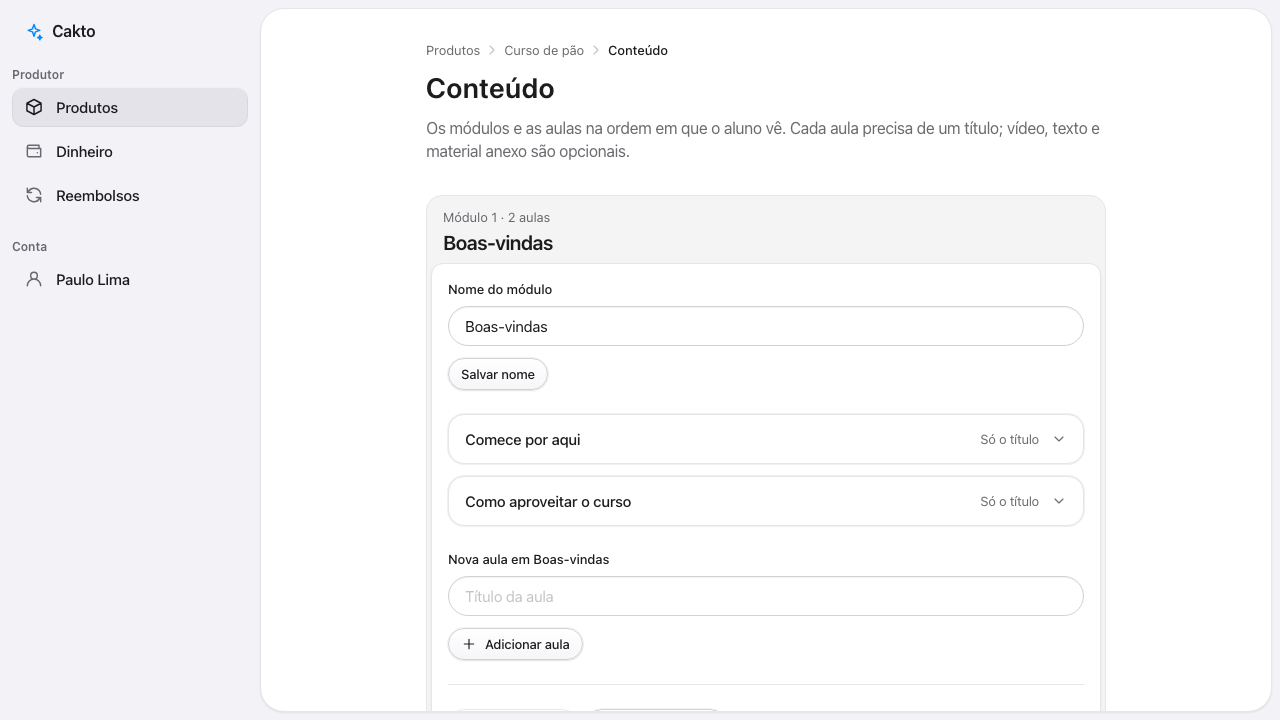 Cakto
Produtor
Produtos
Dinheiro
Reembolsos
Conta
Paulo Lima
Produtos
Curso de pão
Conteúdo
Conteúdo
Os módulos e as aulas na ordem em que o aluno vê. Cada aula precisa de um título; vídeo, texto e
material anexo são opcionais.
Módulo 1 · 2 aulas
Boas-vindas
Nome do módulo
Boas-vindas
Salvar nome
Comece por aqui
Só o título
Como aproveitar o curso
Só o título
Nova aula em Boas-vindas
Título da aula
Adicionar aula